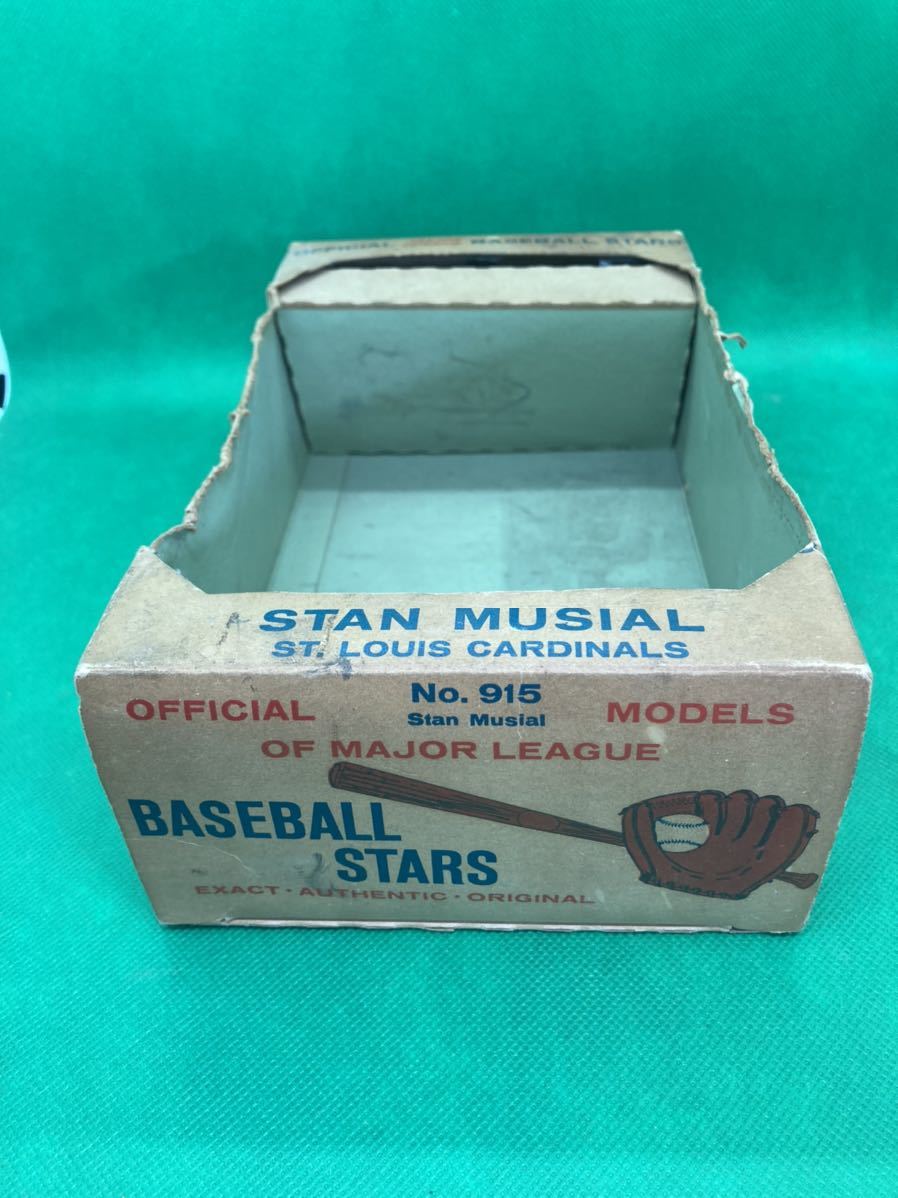 OFFICIAL BASEBALL STARS
STAN MUSIAL
ST. LOUIS CARDINALS
No. 915
OFFICIAL Stan Musial MODELS
OF MAJOR LEAGUE
BASEBALL
STARS
EXACT · AUTHENTIC · ORIGINAL